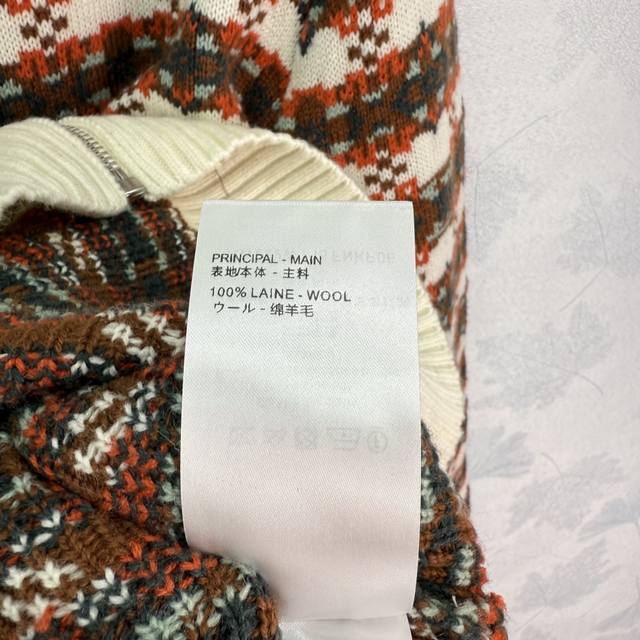 PRINCIPAL - MAIN
表地/本体 - 主料
100% LAINE - WOOL
ウール - 绵羊毛